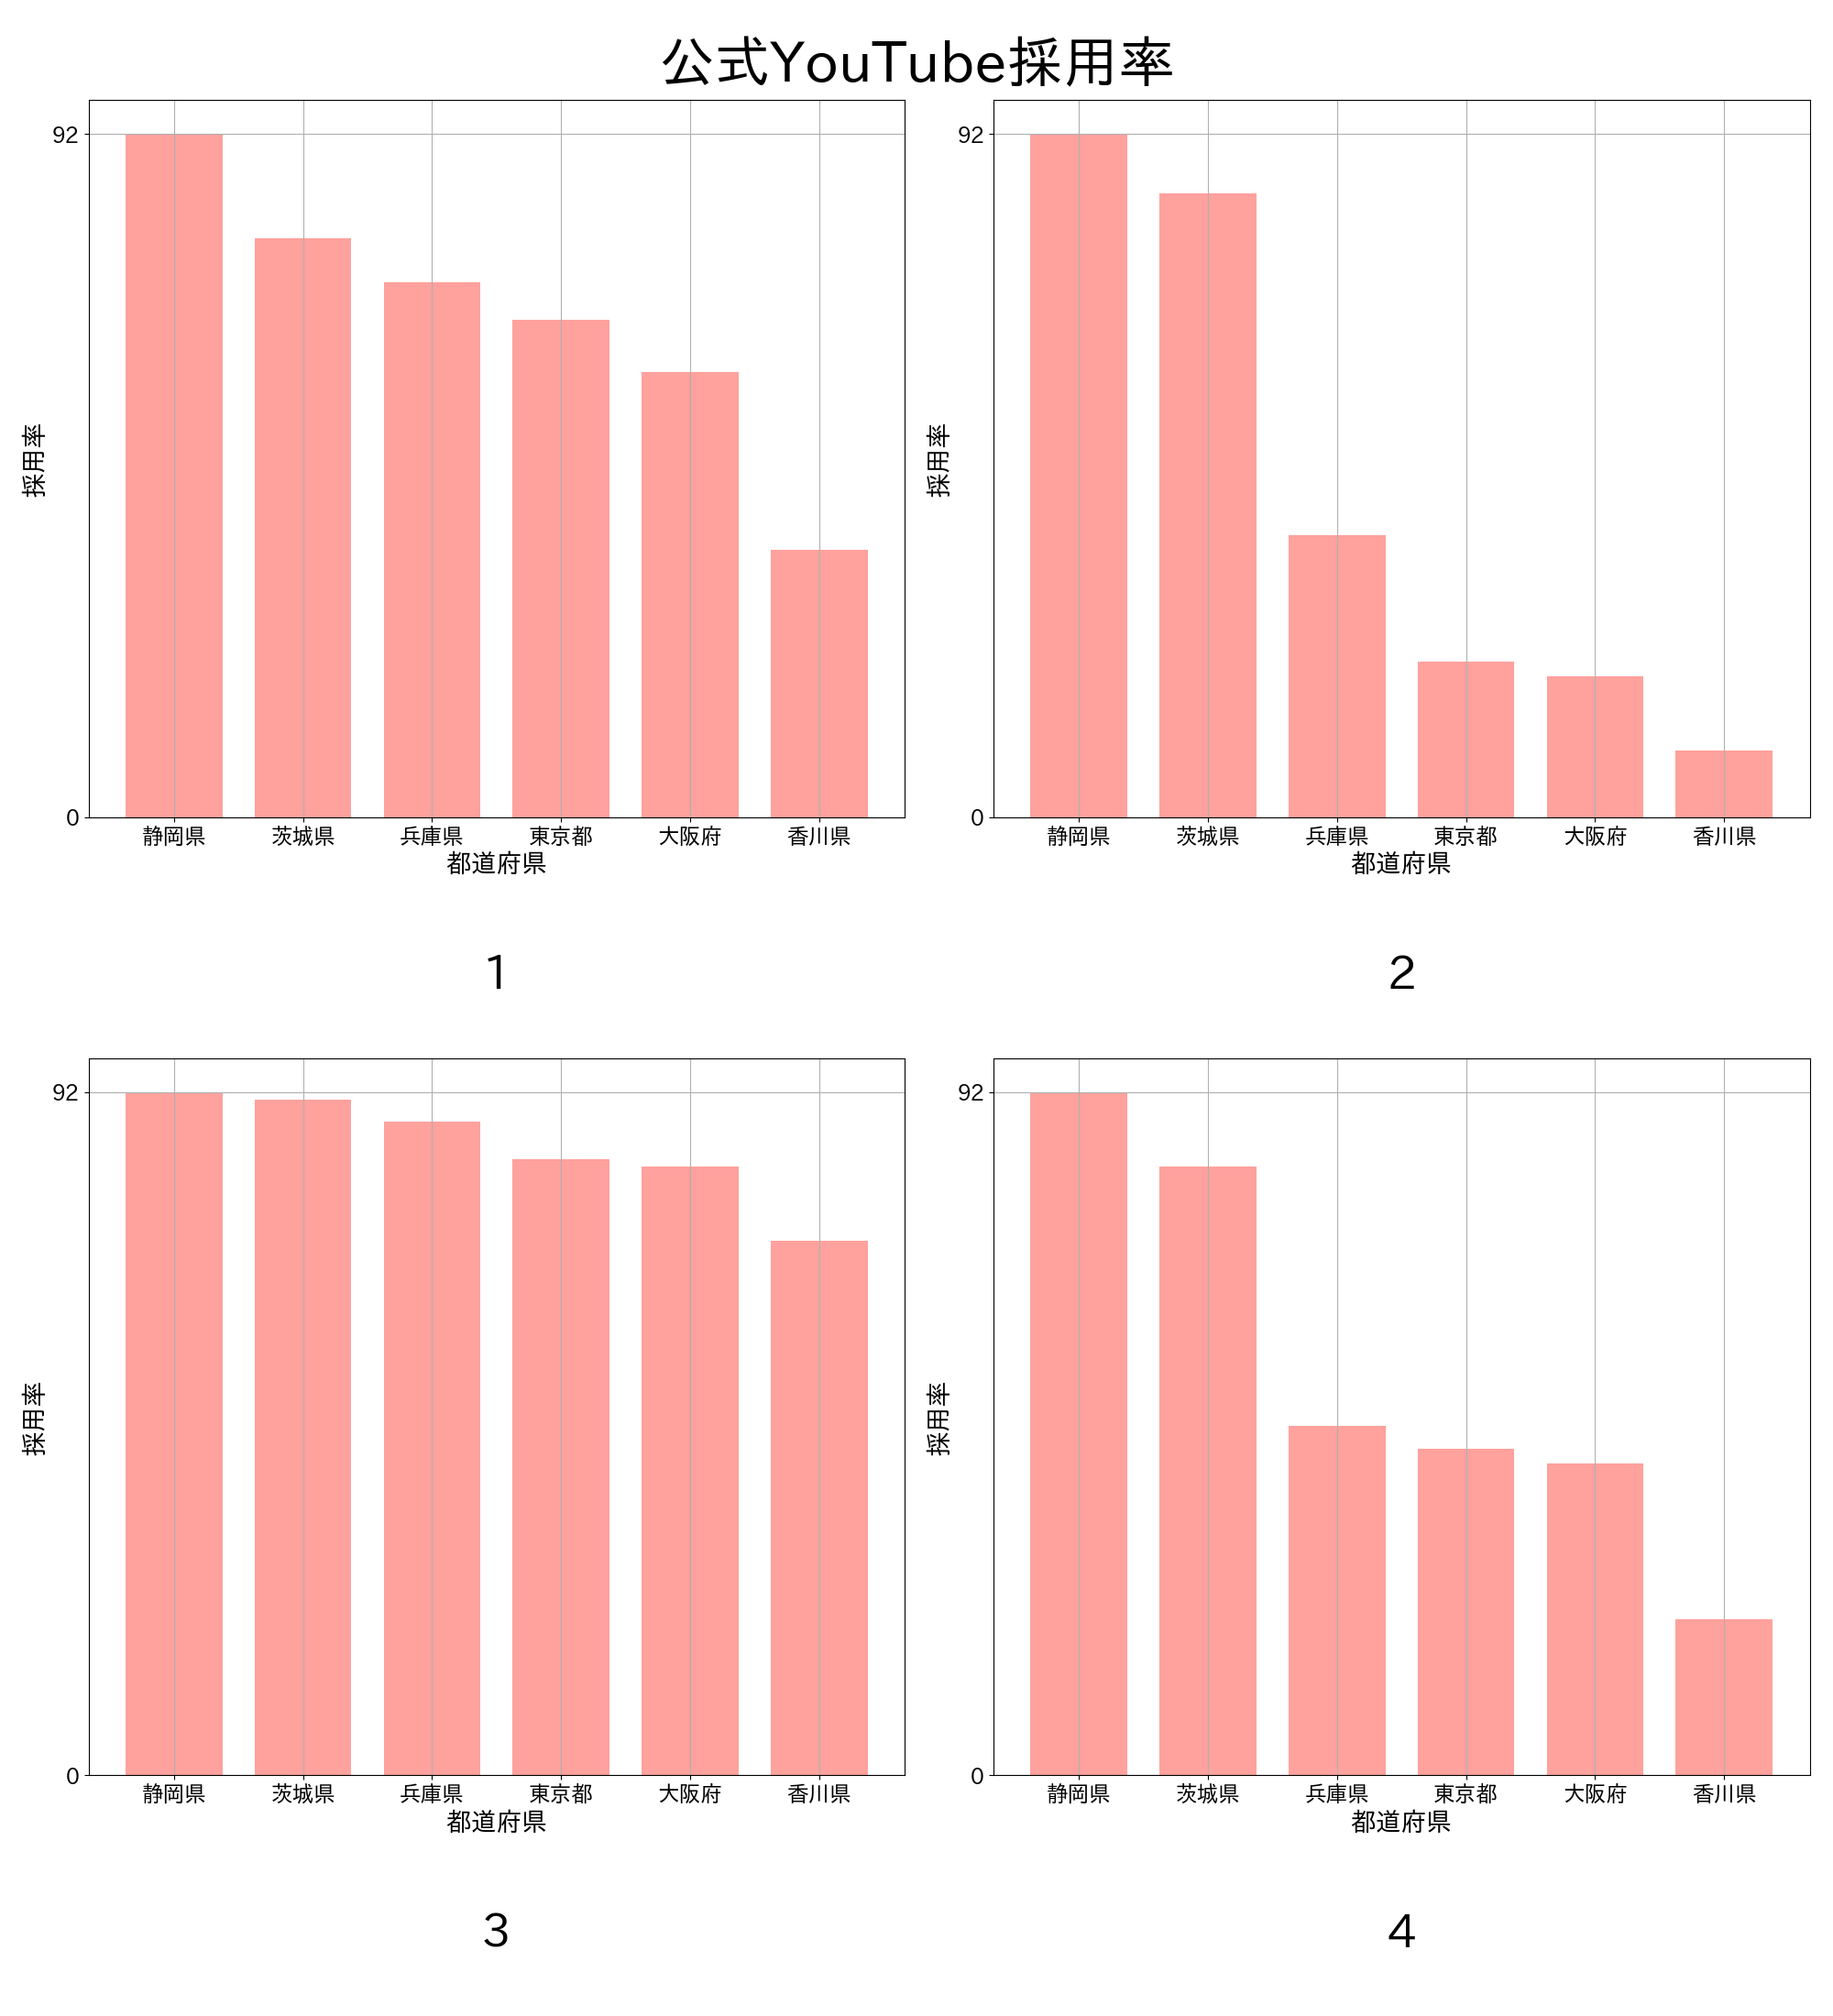 公式YouTube採用率
92
採用率
0
静岡県 茨城県 兵庫県 東京都 大阪府 香川県
都道府県
1
92
採用率
0
静岡県 茨城県 兵庫県 東京都 大阪府 香川県
都道府県
2
92
採用率
0
静岡県 茨城県 兵庫県 東京都 大阪府 香川県
都道府県
3
92
採用率
0
静岡県 茨城県 兵庫県 東京都 大阪府 香川県
都道府県
4